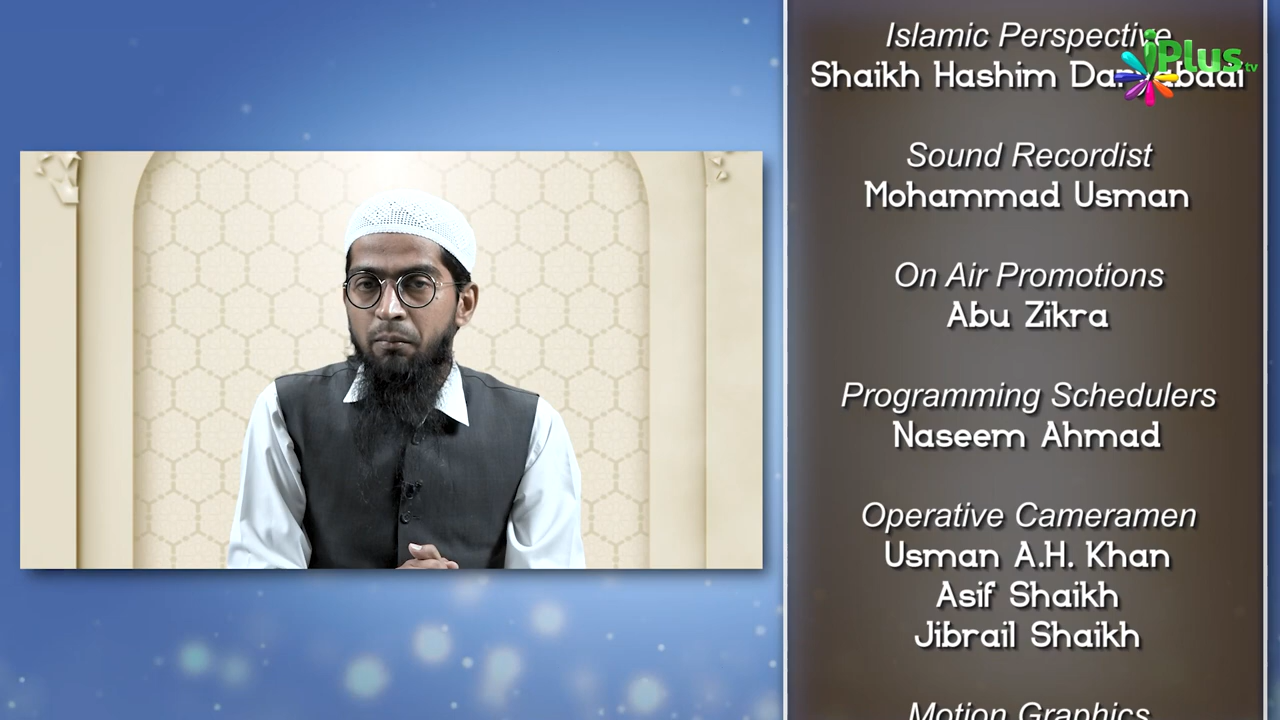 Islamic Perspective
Shaikh Hashim
iPlus.tv
Sound Recordist
Mohammad Usman
On Air Promotions
Abu Zikra
Programming Schedulers
Naseem Ahmad
Operative Cameramen
Usman A.H. Khan
Asif Shaikh
Jibrail Shaikh
Motion Graphics